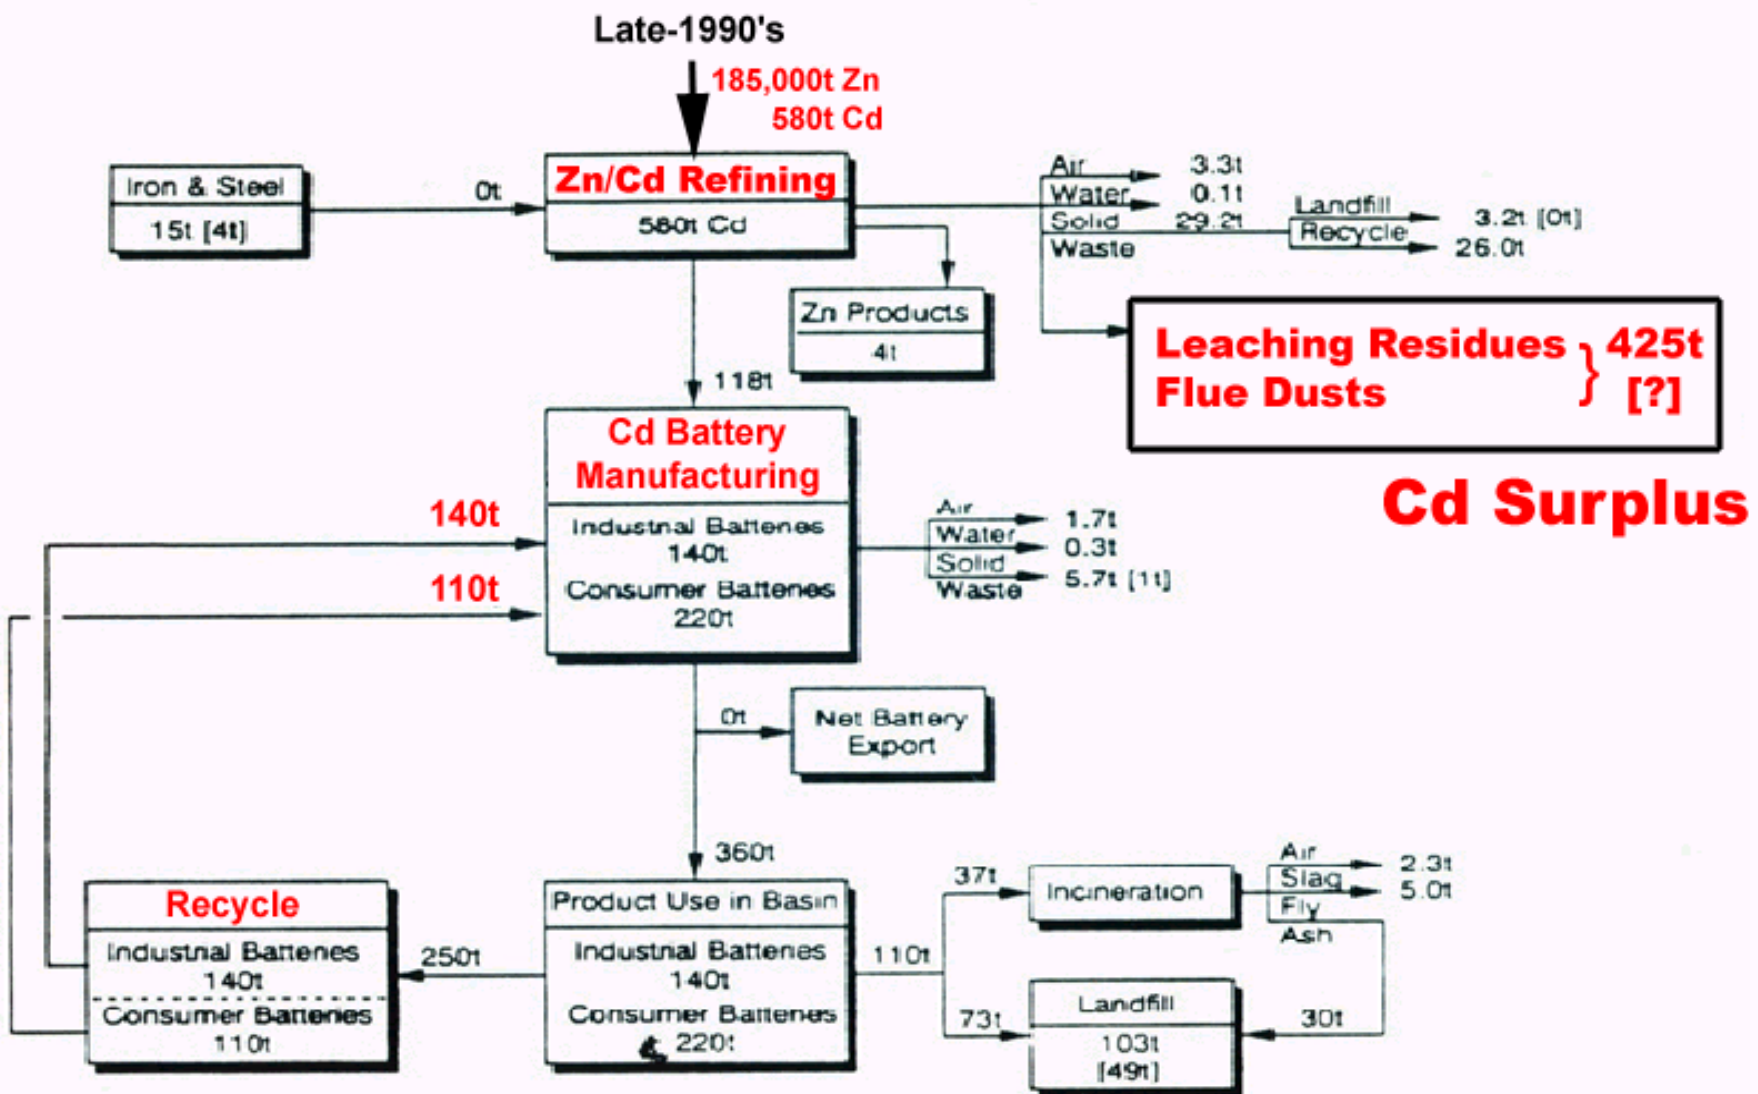 Late-1990's
185,000t Zn
580t Cd
Iron & Steel
15t [4t]
0t
Zn/Cd Refining
580t Cd
Air 3.3t
Water 0.1t
Solid 29.2t
Waste
Landfill 3.2t [0t]
Recycle 26.0t
Zn Products
4t
Leaching Residues } 425t
Flue Dusts [?]
Cd Surplus
118t
Cd Battery
Manufacturing
Industrial Batteries
140t
Consumer Batteries
220t
140t
110t
Air 1.7t
Water 0.3t
Solid 5.7t [1t]
Waste
0t
Net Battery
Export
360t
Product Use in Basin
Industrial Batteries
140t
Consumer Batteries
220t
250t
Recycle
Industrial Batteries
140t
Consumer Batteries
110t
110t
37t
Incineration
Air 2.3t
Slag 5.0t
Fly
Ash
73t
Landfill
103t
[49t]
30t